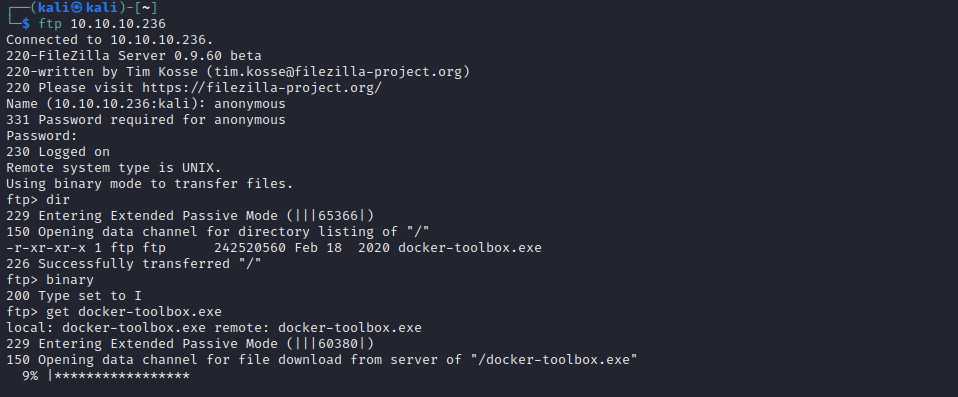 ┌──(kali㉿kali)-[~]
└─$ ftp 10.10.10.236
Connected to 10.10.10.236.
220-FileZilla Server 0.9.60 beta
220-written by Tim Kosse (tim.kosse@filezilla-project.org)
220 Please visit https://filezilla-project.org/
Name (10.10.10.236:kali): anonymous
331 Password required for anonymous
Password:
230 Logged on
Remote system type is UNIX.
Using binary mode to transfer files.
ftp> dir
229 Entering Extended Passive Mode (|||65366|)
150 Opening data channel for directory listing of "/"
-r-xr-xr-x 1 ftp ftp      242520560 Feb 18  2020 docker-toolbox.exe
226 Successfully transferred "/"
ftp> binary
200 Type set to I
ftp> get docker-toolbox.exe
local: docker-toolbox.exe remote: docker-toolbox.exe
229 Entering Extended Passive Mode (|||60380|)
150 Opening data channel for file download from server of "/docker-toolbox.exe"
  9% |*****************